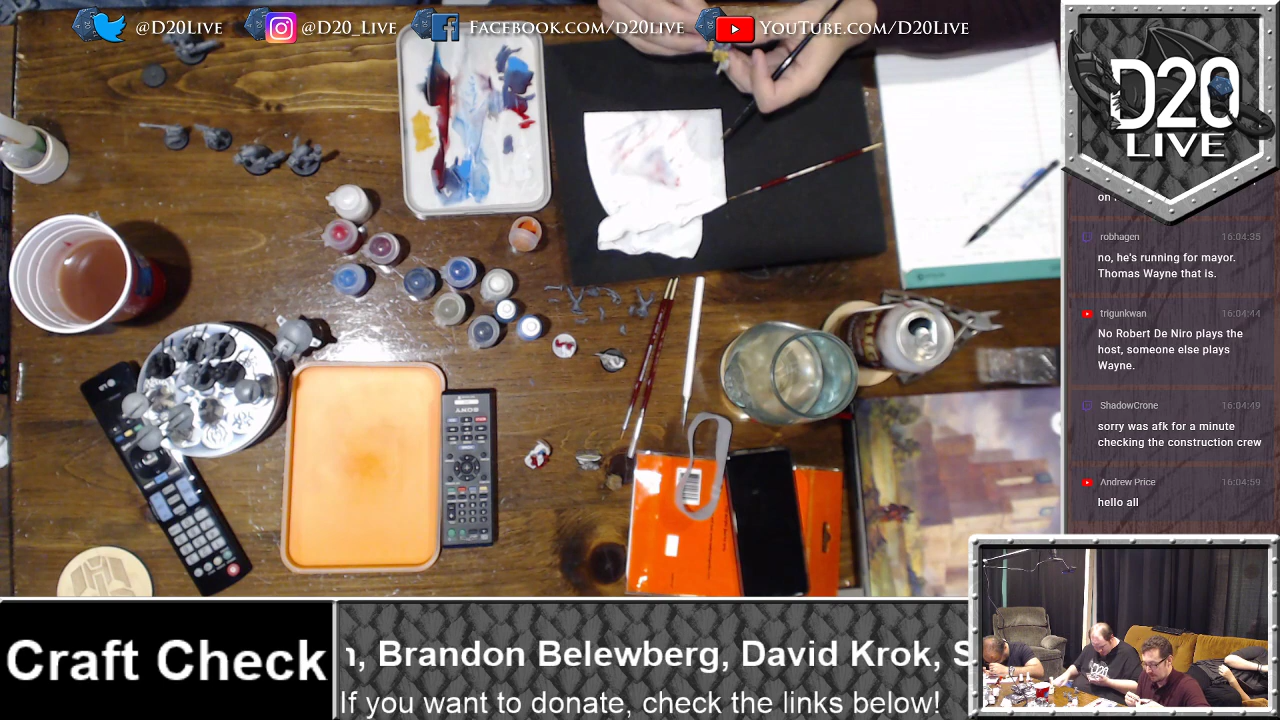 @D20Live
@D20_Live
Facebook.com/D20Live
YouTube.com/D20Live
D20
LIVE
robhagen 16:04:35
no, he's running for mayor.
Thomas Wayne that is.
trigunkwan 16:04:44
No Robert De Niro plays the
host, someone else plays
Wayne.
ShadowCrone 16:04:49
sorry was afk for a minute
checking the construction crew
Andrew Price 16:04:59
hello all
SONY
Craft Check
, Brandon Belewberg, David Krok, S
If you want to donate, check the links below!